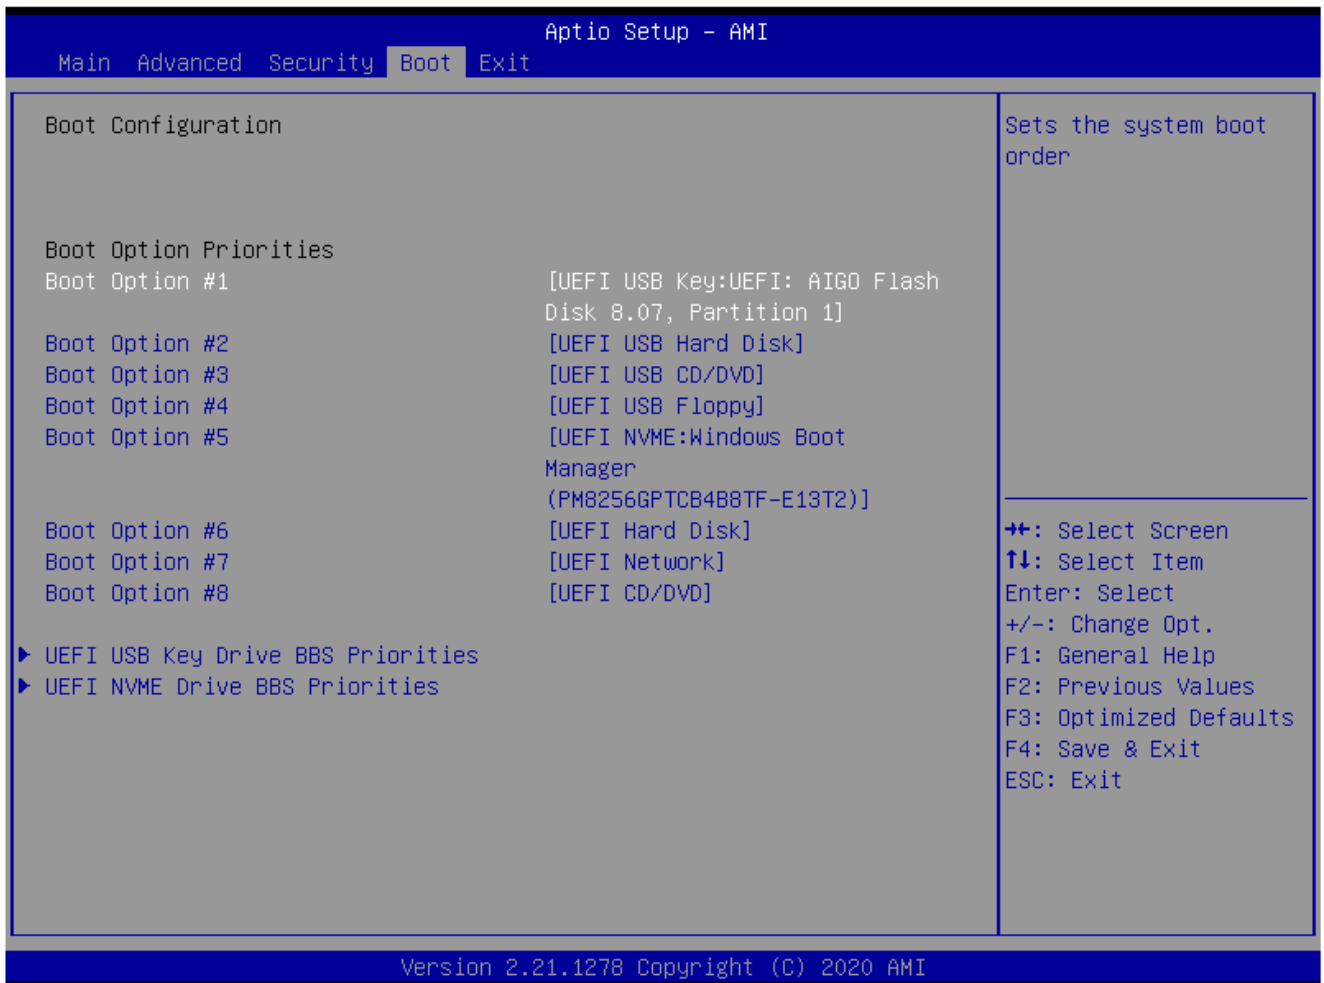 Aptio Setup – AMI
Main Advanced Security Boot Exit
Boot Configuration
Boot Option Priorities
Boot Option #1 [UEFI USB Key:UEFI: AIGO Flash
Disk 8.07, Partition 1]
Boot Option #2 [UEFI USB Hard Disk]
Boot Option #3 [UEFI USB CD/DVD]
Boot Option #4 [UEFI USB Floppy]
Boot Option #5 [UEFI NVME:Windows Boot
Manager
(PM8256GPTCB4B8TF-E13T2)]
Boot Option #6 [UEFI Hard Disk]
Boot Option #7 [UEFI Network]
Boot Option #8 [UEFI CD/DVD]
▶ UEFI USB Key Drive BBS Priorities
▶ UEFI NVME Drive BBS Priorities
Sets the system boot
order
→←: Select Screen
↑↓: Select Item
Enter: Select
+/-: Change Opt.
F1: General Help
F2: Previous Values
F3: Optimized Defaults
F4: Save & Exit
ESC: Exit
Version 2.21.1278 Copyright (C) 2020 AMI